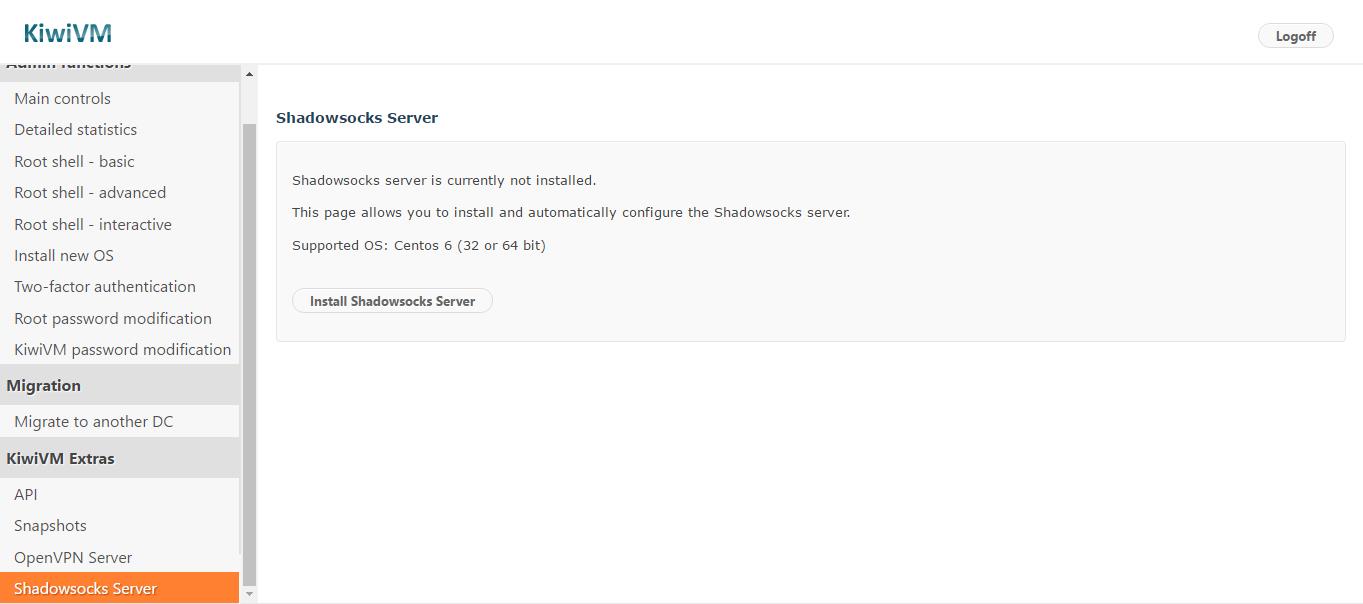 KiwiVM
Logoff
Admin functions
Main controls
Detailed statistics
Root shell - basic
Root shell - advanced
Root shell - interactive
Install new OS
Two-factor authentication
Root password modification
KiwiVM password modification
Migration
Migrate to another DC
KiwiVM Extras
API
Snapshots
OpenVPN Server
Shadowsocks Server
Shadowsocks Server
Shadowsocks server is currently not installed.
This page allows you to install and automatically configure the Shadowsocks server.
Supported OS: Centos 6 (32 or 64 bit)
Install Shadowsocks Server